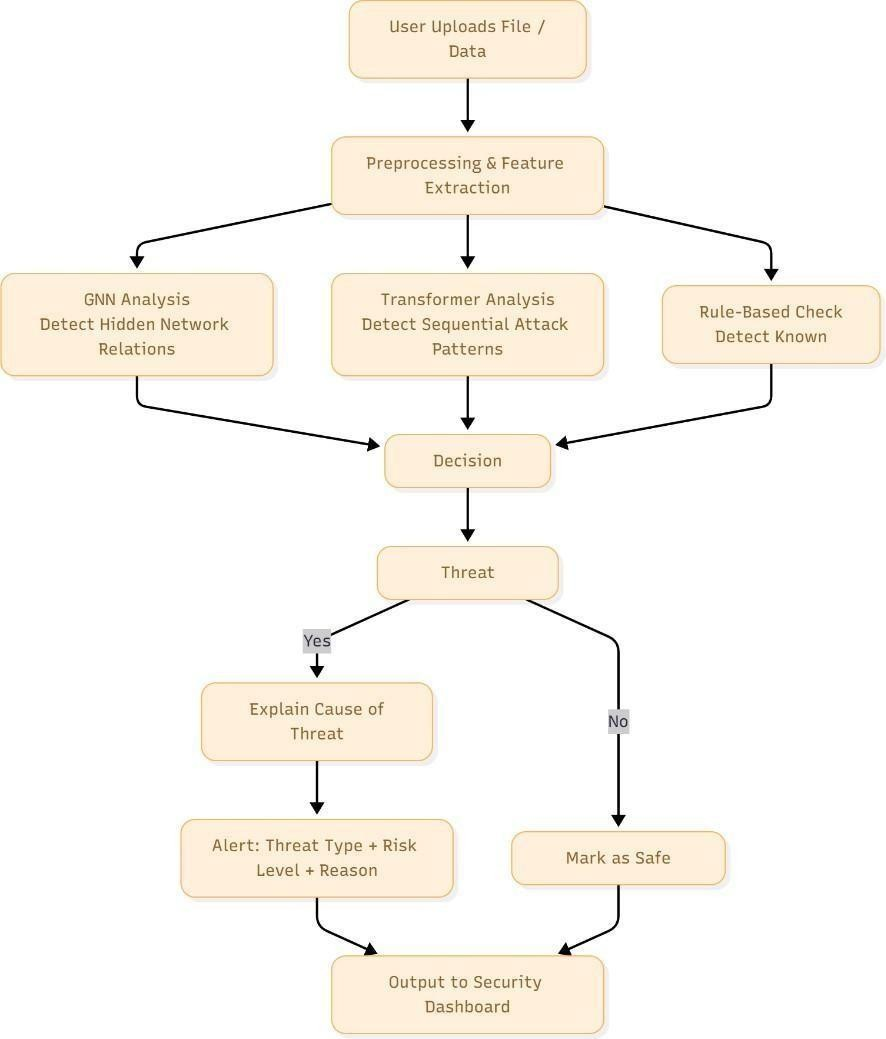 User Uploads File /
Data
Preprocessing & Feature
Extraction
GNN Analysis
Detect Hidden Network
Relations
Transformer Analysis
Detect Sequential Attack
Patterns
Rule-Based Check
Detect Known
Decision
Threat
Yes
No
Explain Cause of
Threat
Alert: Threat Type + Risk
Level + Reason
Mark as Safe
Output to Security
Dashboard